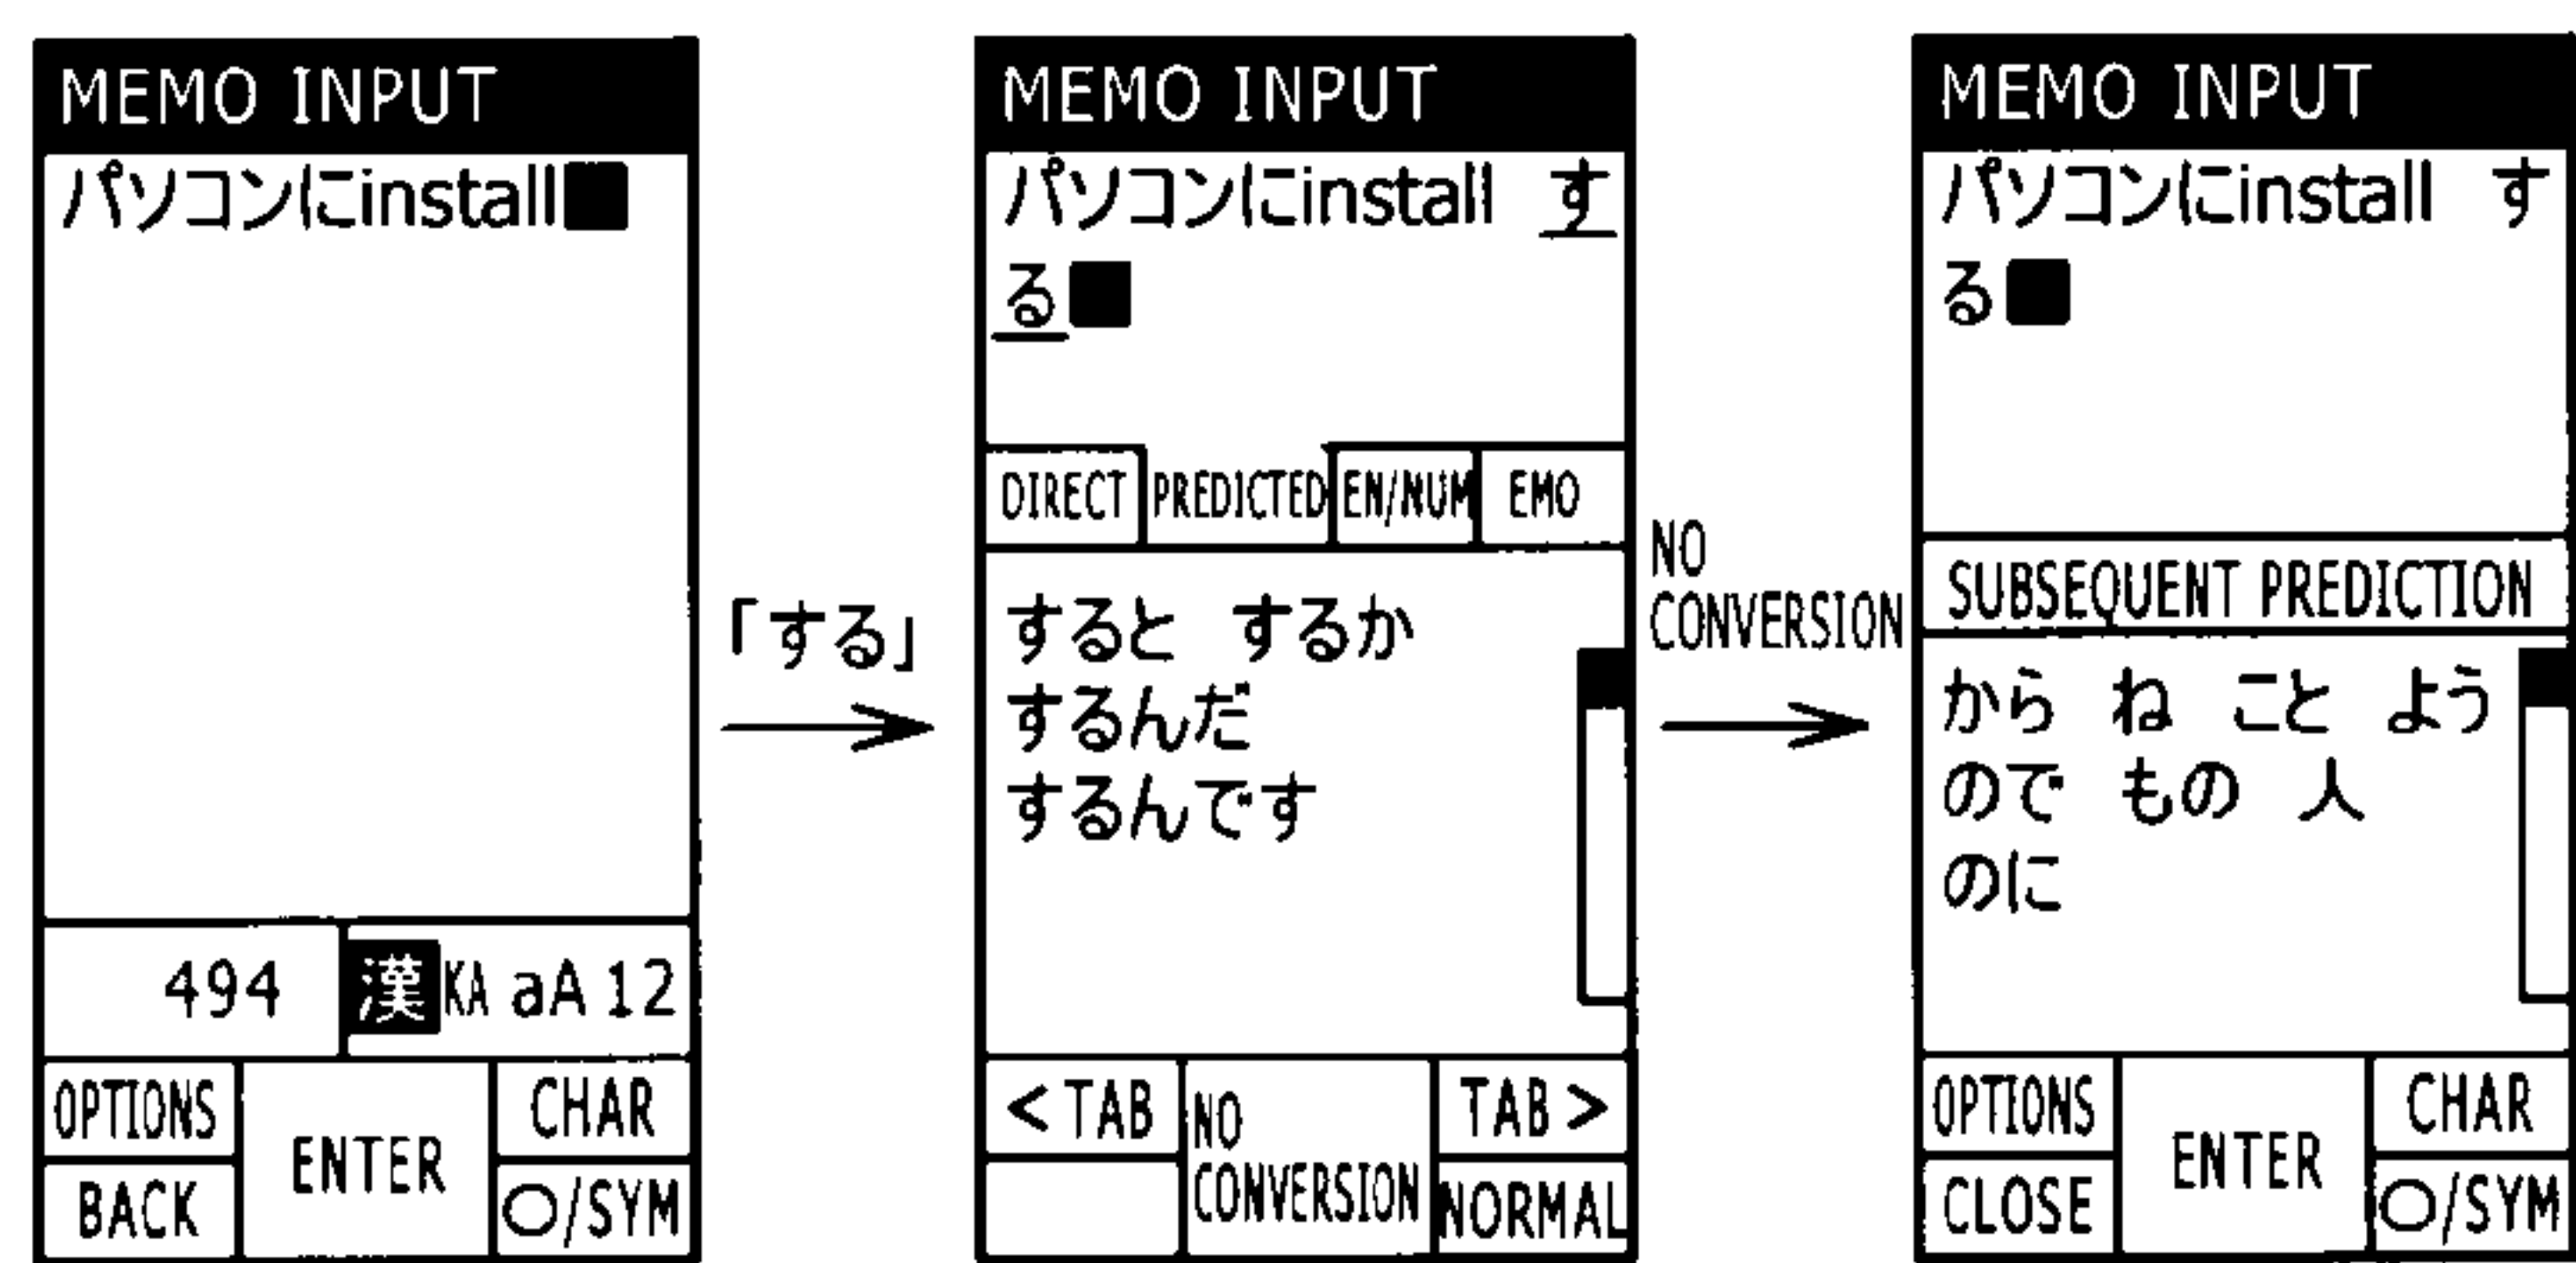 MEMO INPUT
パソコンにinstall
494
漢 KA aA 12
OPTIONS
ENTER
CHAR
BACK
○/SYM
「する」
MEMO INPUT
パソコンにinstall す
る
DIRECT PREDICTED EN/NUM EMO
すると するか
するんだ
するんです
< TAB
NO
CONVERSION
TAB >
NORMAL
NO
CONVERSION
MEMO INPUT
パソコンにinstall す
る
SUBSEQUENT PREDICTION
から ね こと よう
ので もの 人
のに
OPTIONS
ENTER
CHAR
CLOSE
○/SYM